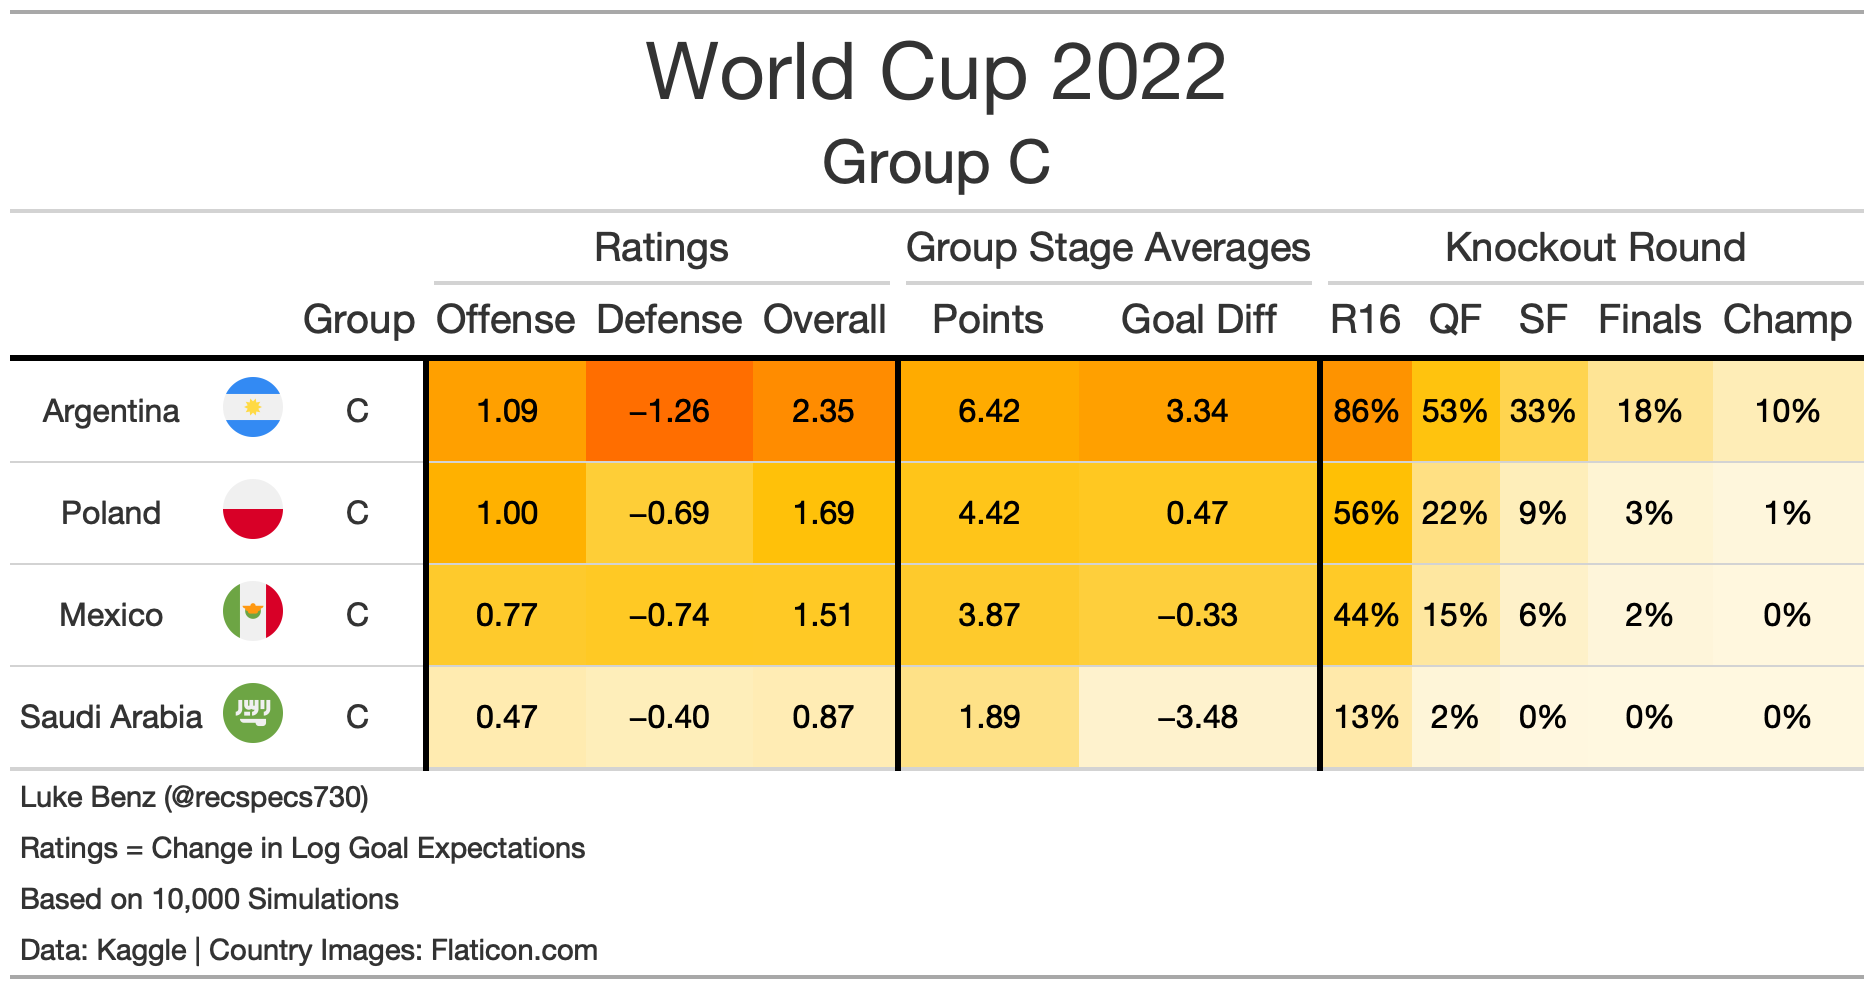 World Cup 2022
Group C
Ratings Group Stage Averages Knockout Round
Group Offense Defense Overall Points Goal Diff R16 QF SF Finals Champ
Argentina C 1.09 −1.26 2.35 6.42 3.34 86% 53% 33% 18% 10%
Poland C 1.00 −0.69 1.69 4.42 0.47 56% 22% 9% 3% 1%
Mexico C 0.77 −0.74 1.51 3.87 −0.33 44% 15% 6% 2% 0%
Saudi Arabia C 0.47 −0.40 0.87 1.89 −3.48 13% 2% 0% 0% 0%
Luke Benz (@recspecs730)
Ratings = Change in Log Goal Expectations
Based on 10,000 Simulations
Data: Kaggle | Country Images: Flaticon.com